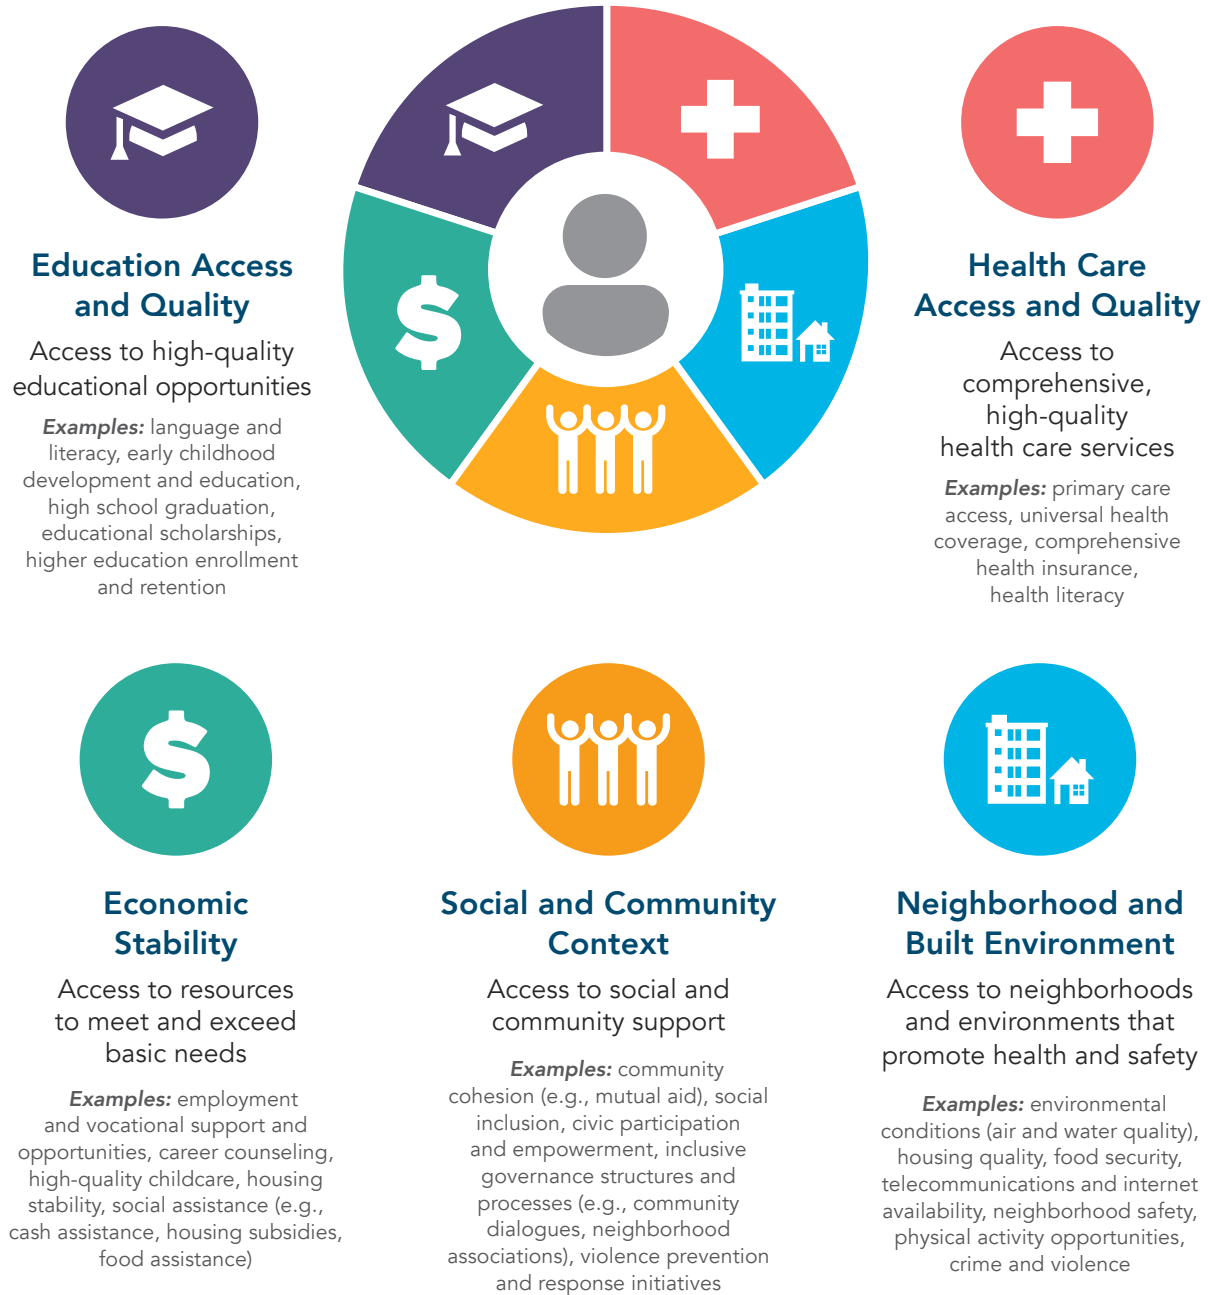 Education Access
and Quality
Access to high-quality
educational opportunities
Examples: language and
literacy, early childhood
development and education,
high school graduation,
educational scholarships,
higher education enrollment
and retention
Health Care
Access and Quality
Access to
comprehensive,
high-quality
health care services
Examples: primary care
access, universal health
coverage, comprehensive
health insurance,
health literacy
Economic
Stability
Access to resources
to meet and exceed
basic needs
Examples: employment
and vocational support and
opportunities, career counseling,
high-quality childcare, housing
stability, social assistance (e.g.,
cash assistance, housing subsidies,
food assistance)
Social and Community
Context
Access to social and
community support
Examples: community
cohesion (e.g., mutual aid), social
inclusion, civic participation
and empowerment, inclusive
governance structures and
processes (e.g., community
dialogues, neighborhood
associations), violence prevention
and response initiatives
Neighborhood and
Built Environment
Access to neighborhoods
and environments that
promote health and safety
Examples: environmental
conditions (air and water quality),
housing quality, food security,
telecommunications and internet
availability, neighborhood safety,
physical activity opportunities,
crime and violence